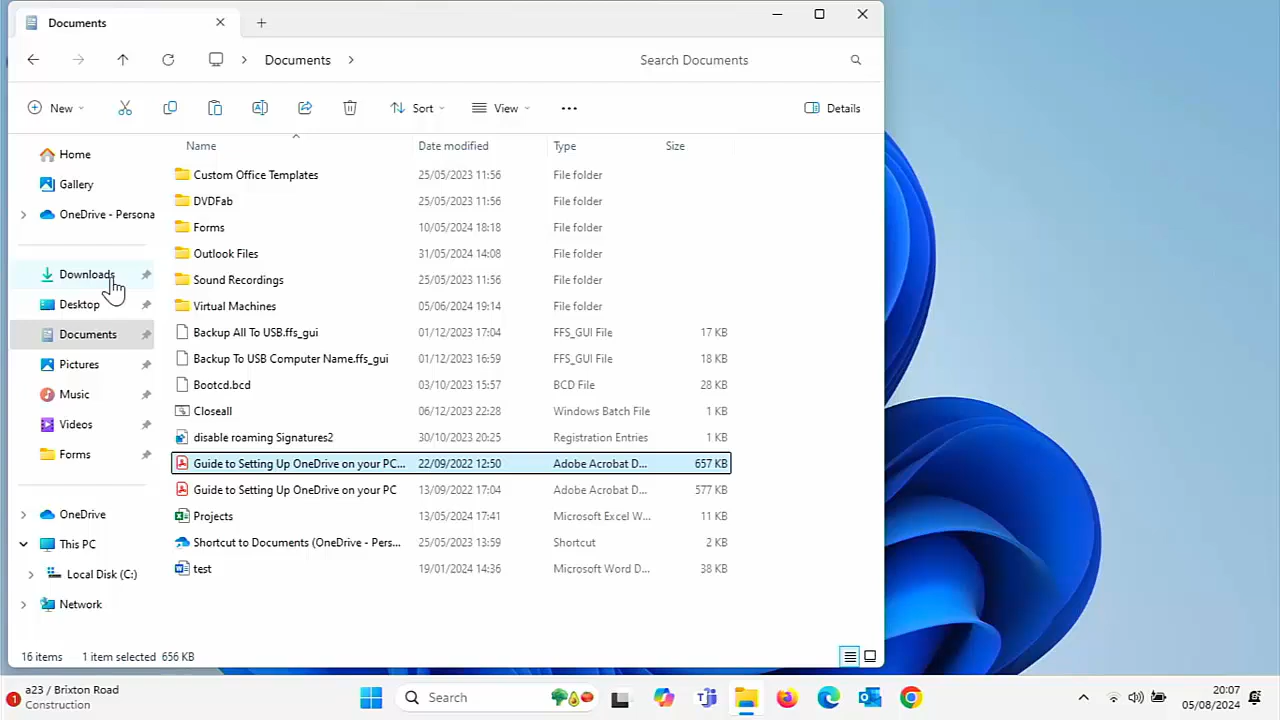 Documents
Documents
Search Documents
New
Sort
View
Details
Name Date modified Type Size
Home
Gallery
OneDrive - Persona
Downloads
Desktop
Documents
Pictures
Music
Videos
Forms
OneDrive
This PC
Local Disk (C:)
Network
Custom Office Templates 25/05/2023 11:56 File folder
DVDFab 25/05/2023 11:56 File folder
Forms 10/05/2024 18:18 File folder
Outlook Files 31/05/2024 14:08 File folder
Sound Recordings 25/05/2023 11:56 File folder
Virtual Machines 05/06/2024 19:14 File folder
Backup All To USB.ffs_gui 01/12/2023 17:04 FFS_GUI File 17 KB
Backup To USB Computer Name.ffs_gui 01/12/2023 16:59 FFS_GUI File 18 KB
Bootcd.bcd 03/10/2023 15:57 BCD File 28 KB
Closeall 06/12/2023 22:28 Windows Batch File 1 KB
disable roaming Signatures2 30/10/2023 20:25 Registration Entries 1 KB
Guide to Setting Up OneDrive on your PC... 22/09/2022 12:50 Adobe Acrobat D... 657 KB
Guide to Setting Up OneDrive on your PC 13/09/2022 17:04 Adobe Acrobat D... 577 KB
Projects 13/05/2024 17:41 Microsoft Excel W... 11 KB
Shortcut to Documents (OneDrive - Pers... 25/05/2023 13:59 Shortcut 2 KB
test 19/01/2024 14:36 Microsoft Word D... 38 KB
16 items 1 item selected 656 KB
1
a23 / Brixton Road
Construction
Search
20:07
05/08/2024